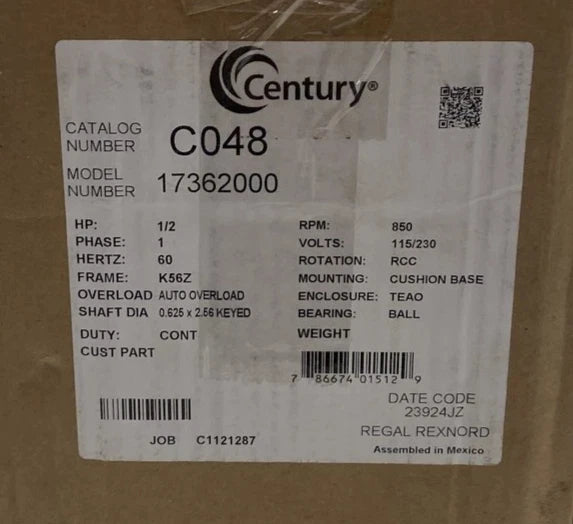 Century®
CATALOG NUMBER C048
MODEL NUMBER 17362000
HP: 1/2 RPM: 850
PHASE: 1 VOLTS: 115/230
HERTZ: 60 ROTATION: RCC
FRAME: K56Z MOUNTING: CUSHION BASE
OVERLOAD AUTO OVERLOAD ENCLOSURE: TEAO
SHAFT DIA 0.625 x 2.56 KEYED BEARING: BALL
DUTY: CONT WEIGHT
CUST PART
7 86674 01512 9
DATE CODE
23924JZ
JOB C1121287
REGAL REXNORD
Assembled in Mexico